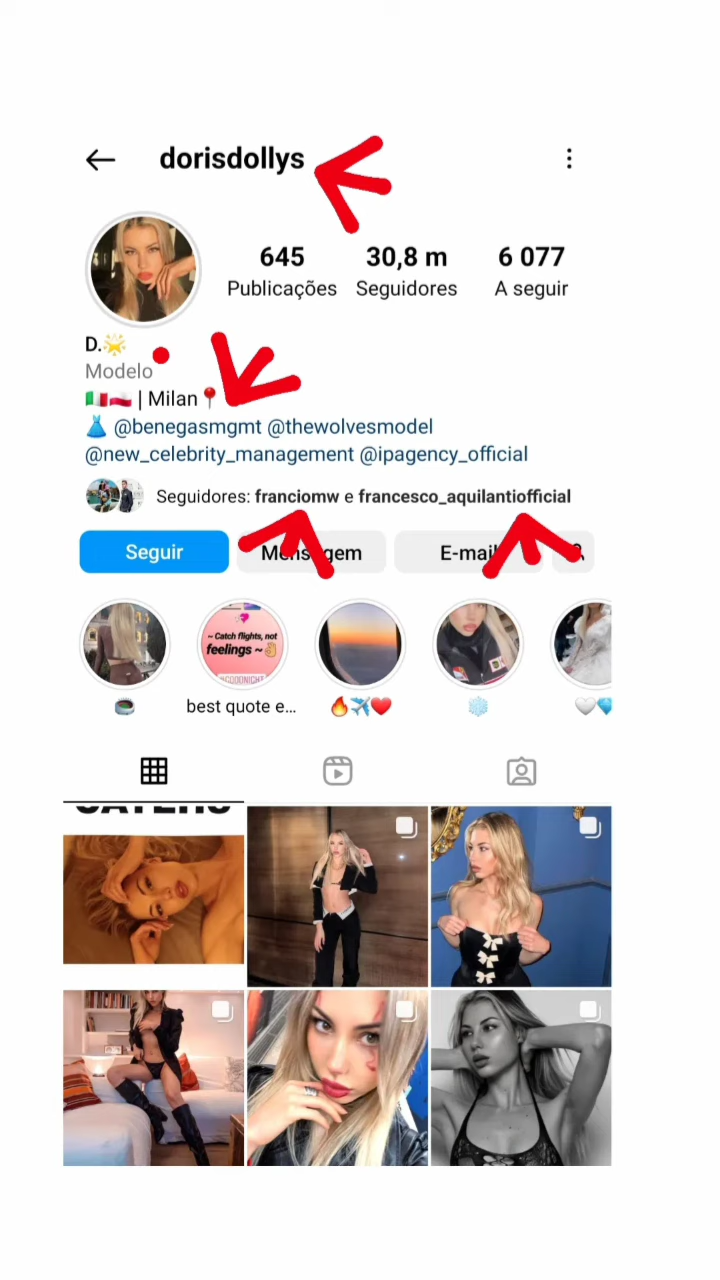 dorisdollys
645 30,8 m 6 077
Publicações Seguidores A seguir
D.🌟
Modelo
🇮🇹🇵🇱 | Milan📍
👗 @benegasmgmt @thewolvesmodel
@new_celebrity_management @ipagency_official
Seguidores: franciomw e francesco_aquilantiofficial
Seguir Mensagem E-mail
~ Catch flights, not
feelings ~👌
GOODNIGHT
best quote e... 🔥✈️❤️ ❄️ 🤍💎